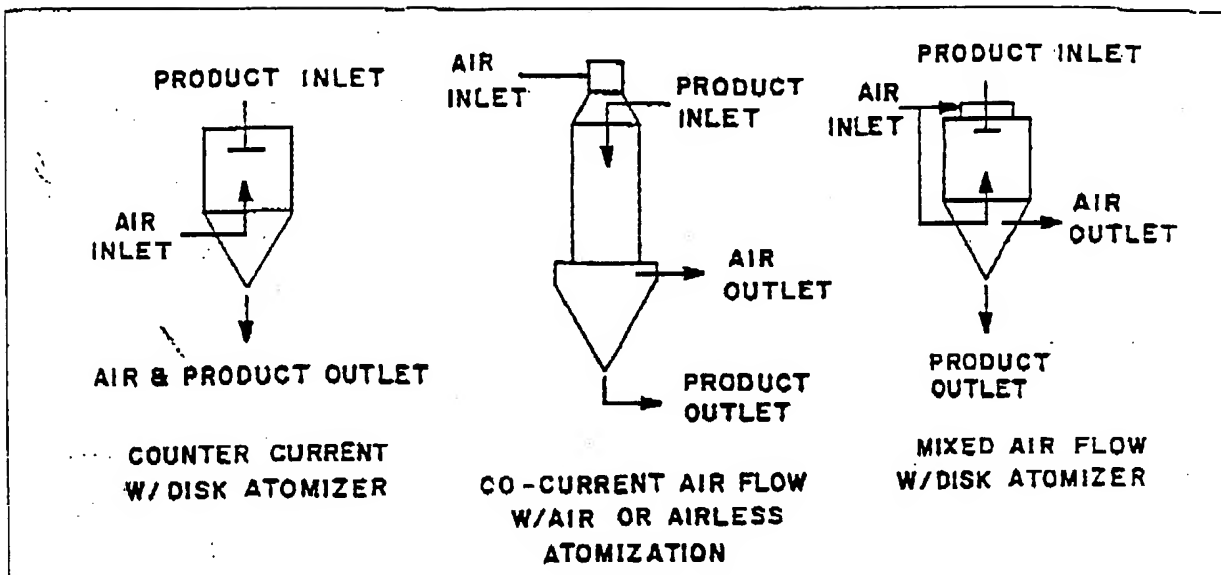 PRODUCT INLET
AIR
INLET
AIR & PRODUCT OUTLET
COUNTER CURRENT
W/DISK ATOMIZER
AIR
INLET
PRODUCT
INLET
AIR
OUTLET
PRODUCT
OUTLET
CO-CURRENT AIR FLOW
W/AIR OR AIRLESS
ATOMIZATION
PRODUCT INLET
AIR
INLET
AIR
OUTLET
PRODUCT
OUTLET
MIXED AIR FLOW
W/DISK ATOMIZER